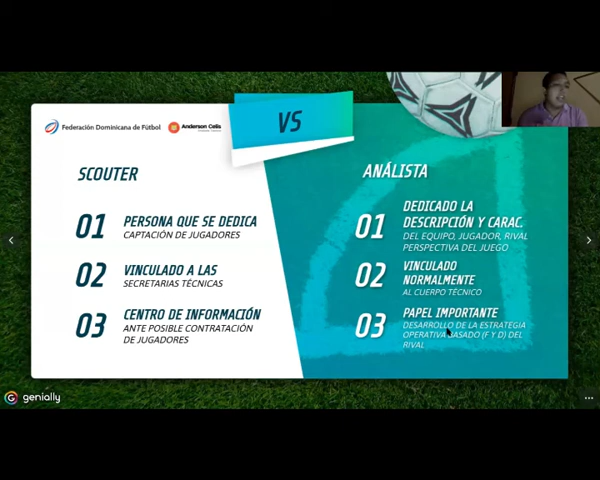 Federación Dominicana de Fútbol
Anderson Celis
VS
SCOUTER
01
PERSONA QUE SE DEDICA
CAPTACIÓN DE JUGADORES
02
VINCULADO A LAS
SECRETARIAS TÉCNICAS
03
CENTRO DE INFORMACIÓN
ANTE POSIBLE CONTRATACIÓN
DE JUGADORES
ANÁLISTA
01
DEDICADO LA
DESCRIPCIÓN Y CARAC.
DEL EQUIPO, JUGADOR, RIVAL
PERSPECTIVA DEL JUEGO
02
VINCULADO
NORMALMENTE
AL CUERPO TÉCNICO
03
PAPEL IMPORTANTE
DESARROLLO DE LA ESTRATEGIA
OPERATIVA BASADO (F Y D) DEL
RIVAL
genially